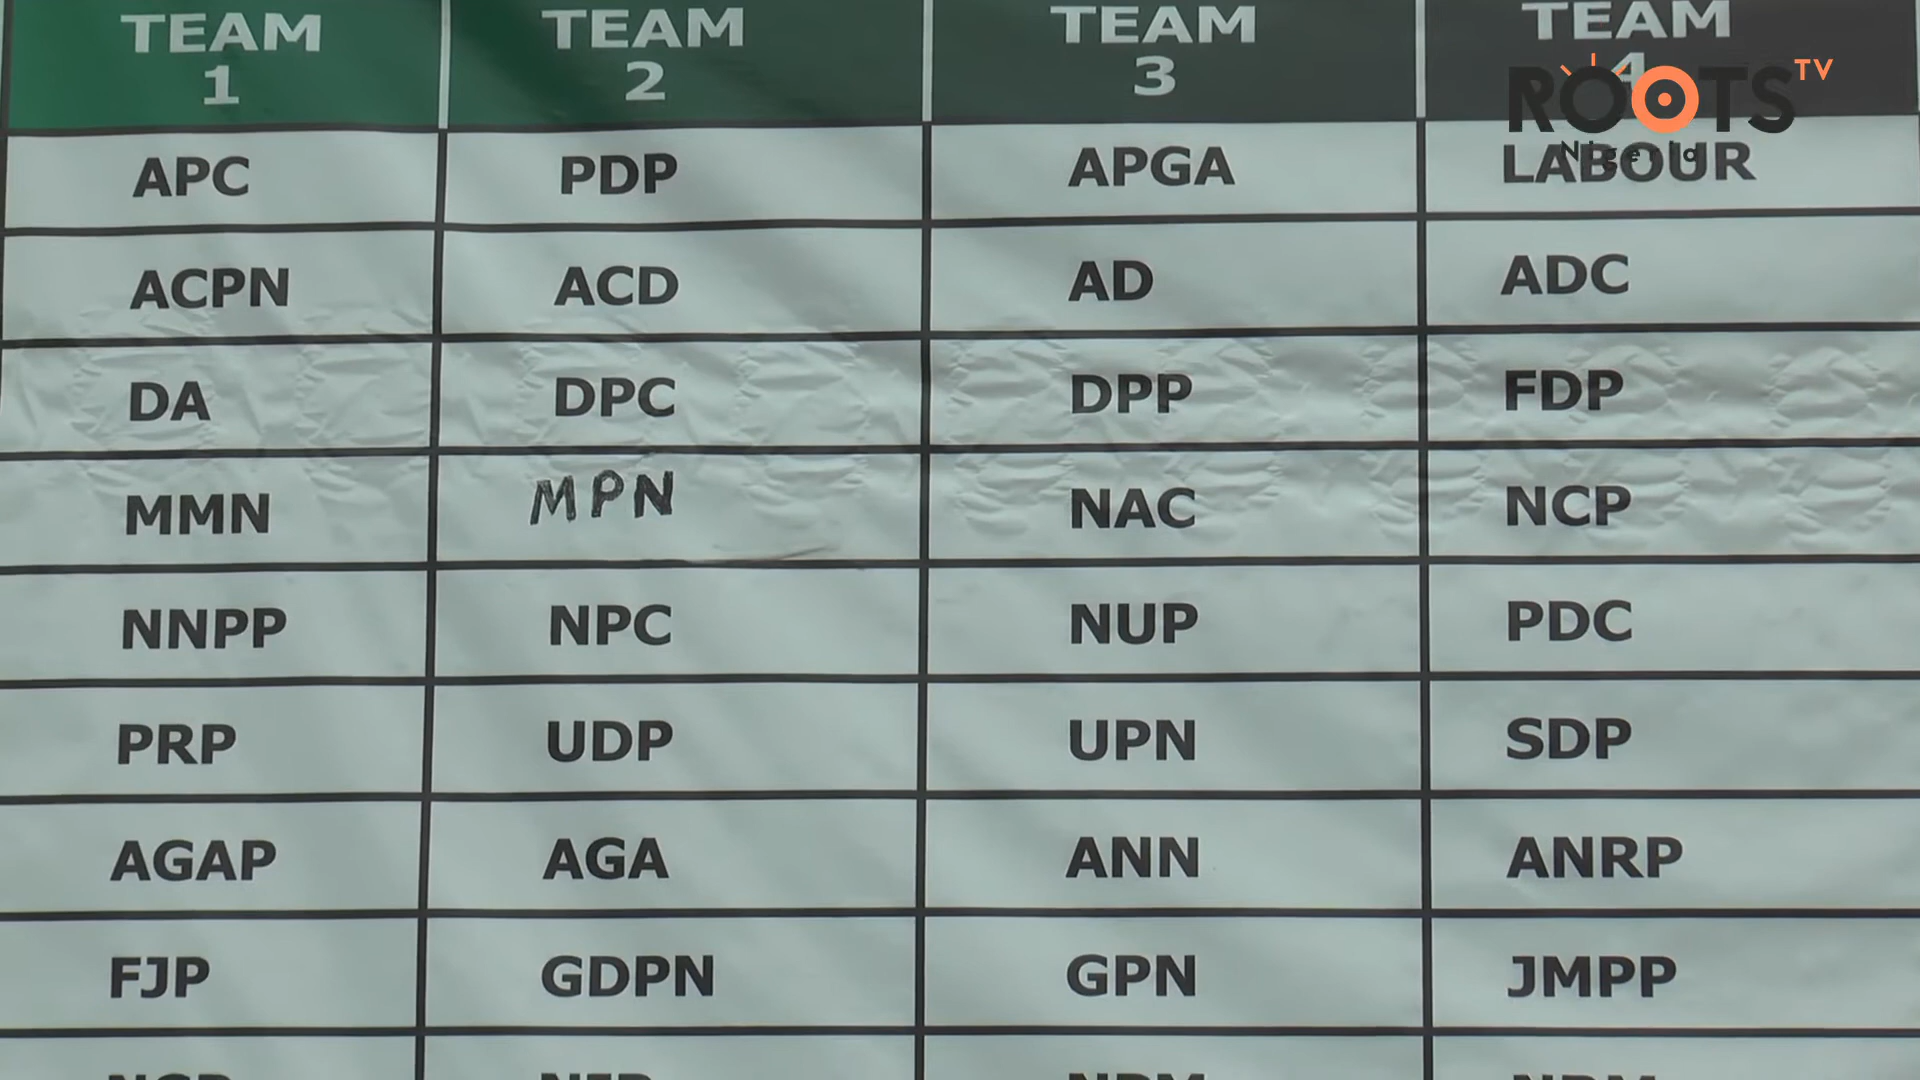 TEAM 1 TEAM 2 TEAM 3 TEAM 4
ROOTS TV
Nigeria
APC PDP APGA LABOUR
ACPN ACD AD ADC
DA DPC DPP FDP
MMN MPN NAC NCP
NNPP NPC NUP PDC
PRP UDP UPN SDP
AGAP AGA ANN ANRP
FJP GDPN GPN JMPP